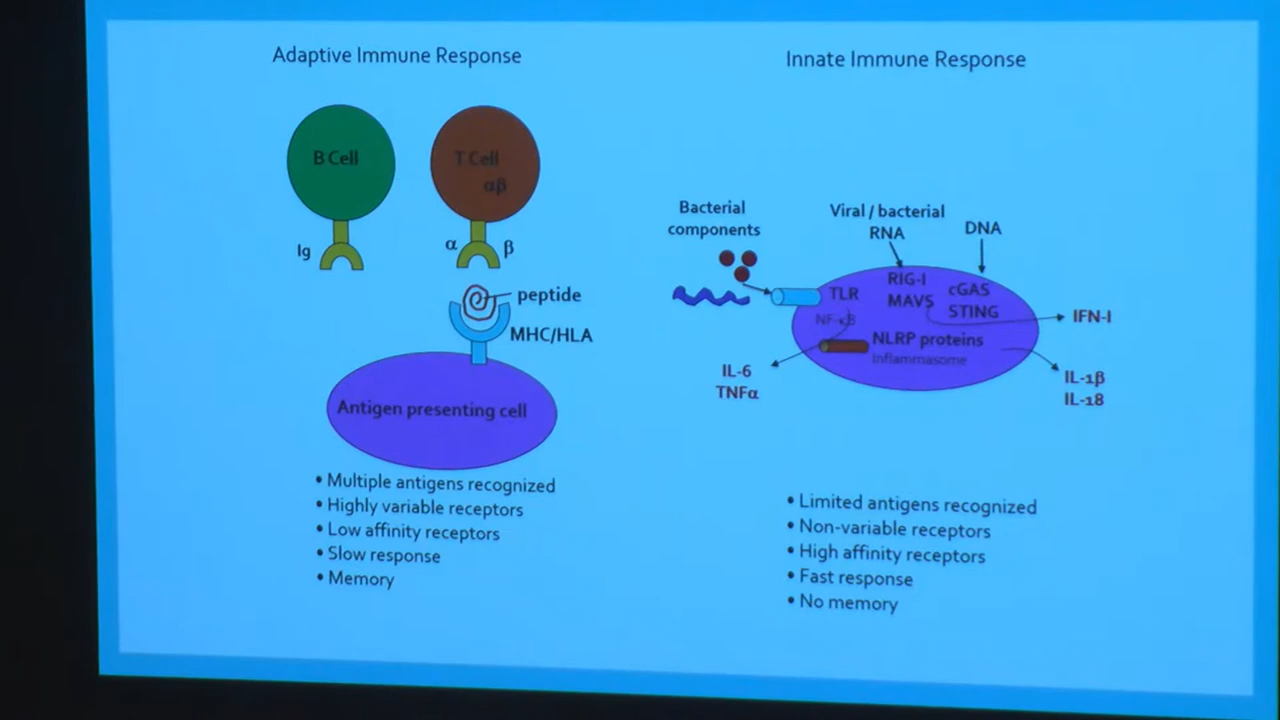 Adaptive Immune Response
B Cell
T Cell
αβ
Ig
α
β
peptide
MHC/HLA
Antigen presenting cell
• Multiple antigens recognized
• Highly variable receptors
• Low affinity receptors
• Slow response
• Memory
Innate Immune Response
Bacterial
components
Viral / bacterial
RNA
DNA
TLR
RIG-I
MAVS
cGAS
STING
NF-κB
NLRP proteins
Inflammasome
IFN-I
IL-6
TNFα
IL-1β
IL-18
• Limited antigens recognized
• Non-variable receptors
• High affinity receptors
• Fast response
• No memory